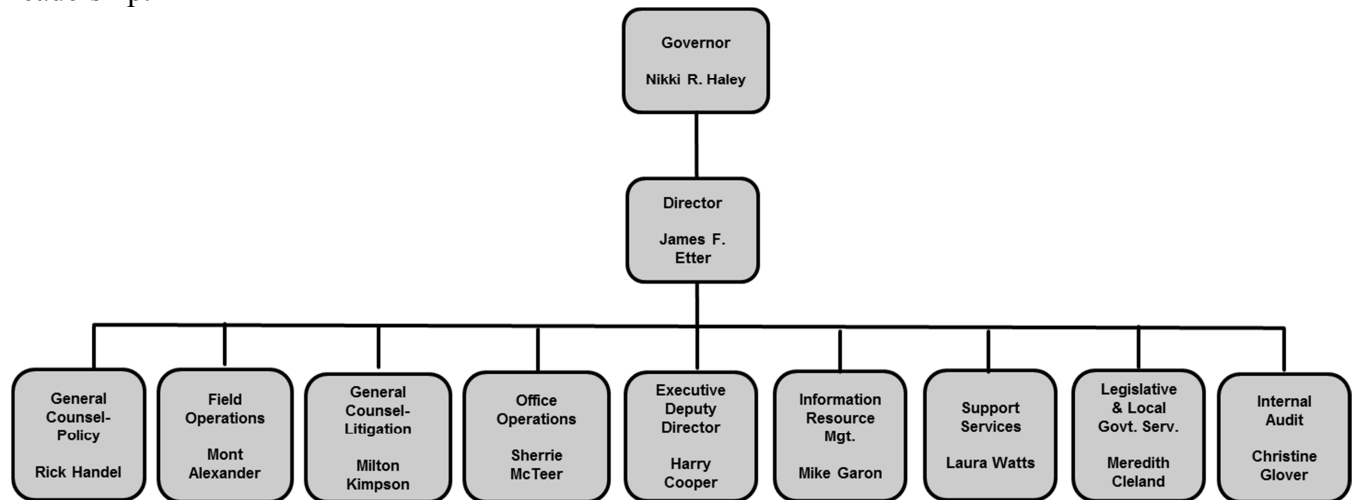 Governor
Nikki R. Haley
Director
James F.
Etter
General
Counsel-
Policy
Rick Handel
Field
Operations
Mont
Alexander
General
Counsel-
Litigation
Milton
Kimpson
Office
Operations
Sherrie
McTeer
Executive
Deputy
Director
Harry
Cooper
Information
Resource
Mgt.
Mike Garon
Support
Services
Laura Watts
Legislative
& Local
Govt. Serv.
Meredith
Cleland
Internal
Audit
Christine
Glover